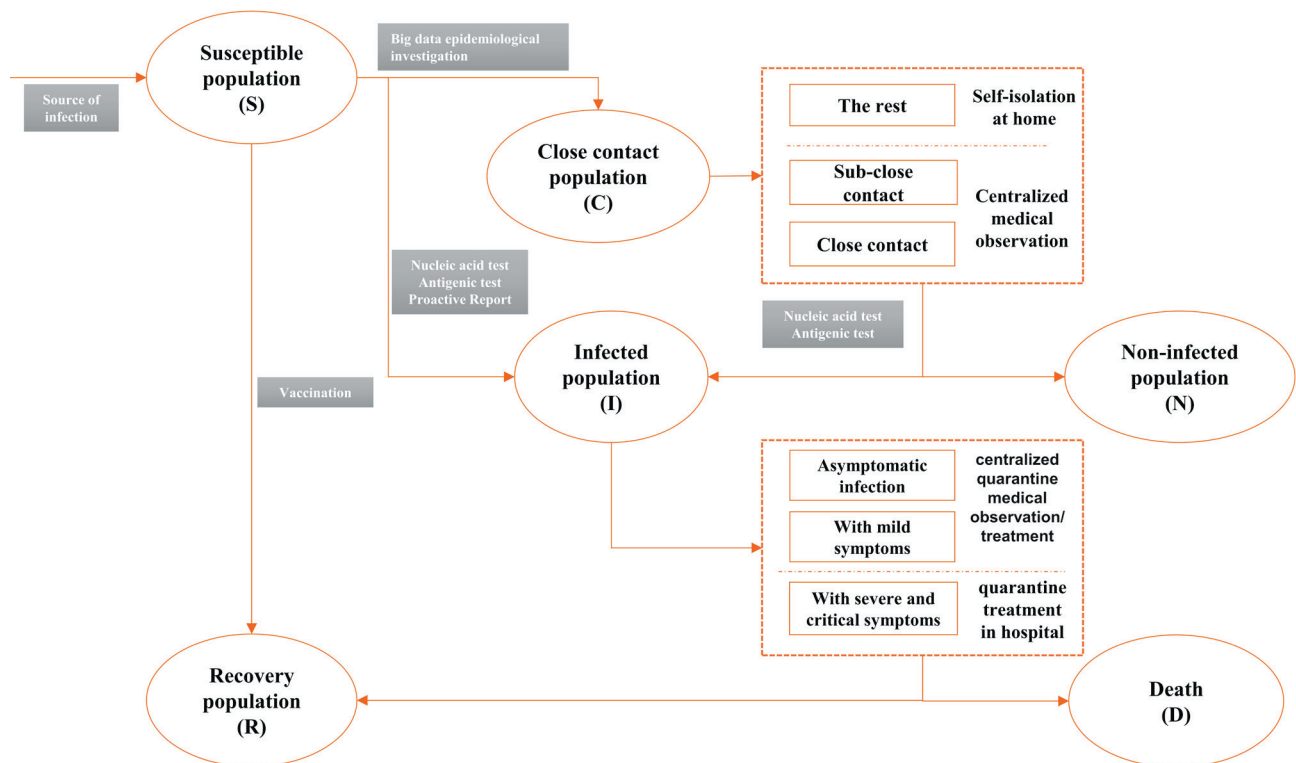 Susceptible
population
(S)
Source of
infection
Big data epidemiological
investigation
Close contact
population
(C)
The rest
Self-isolation
at home
Sub-close
contact
Close contact
Centralized
medical
observation
Nucleic acid test
Antigenic test
Proactive Report
Nucleic acid test
Antigenic test
Infected
population
(I)
Non-infected
population
(N)
Vaccination
Asymptomatic
infection
With mild
symptoms
centralized
quarantine
medical
observation/
treatment
With severe and
critical symptoms
quarantine
treatment
in hospital
Recovery
population
(R)
Death
(D)